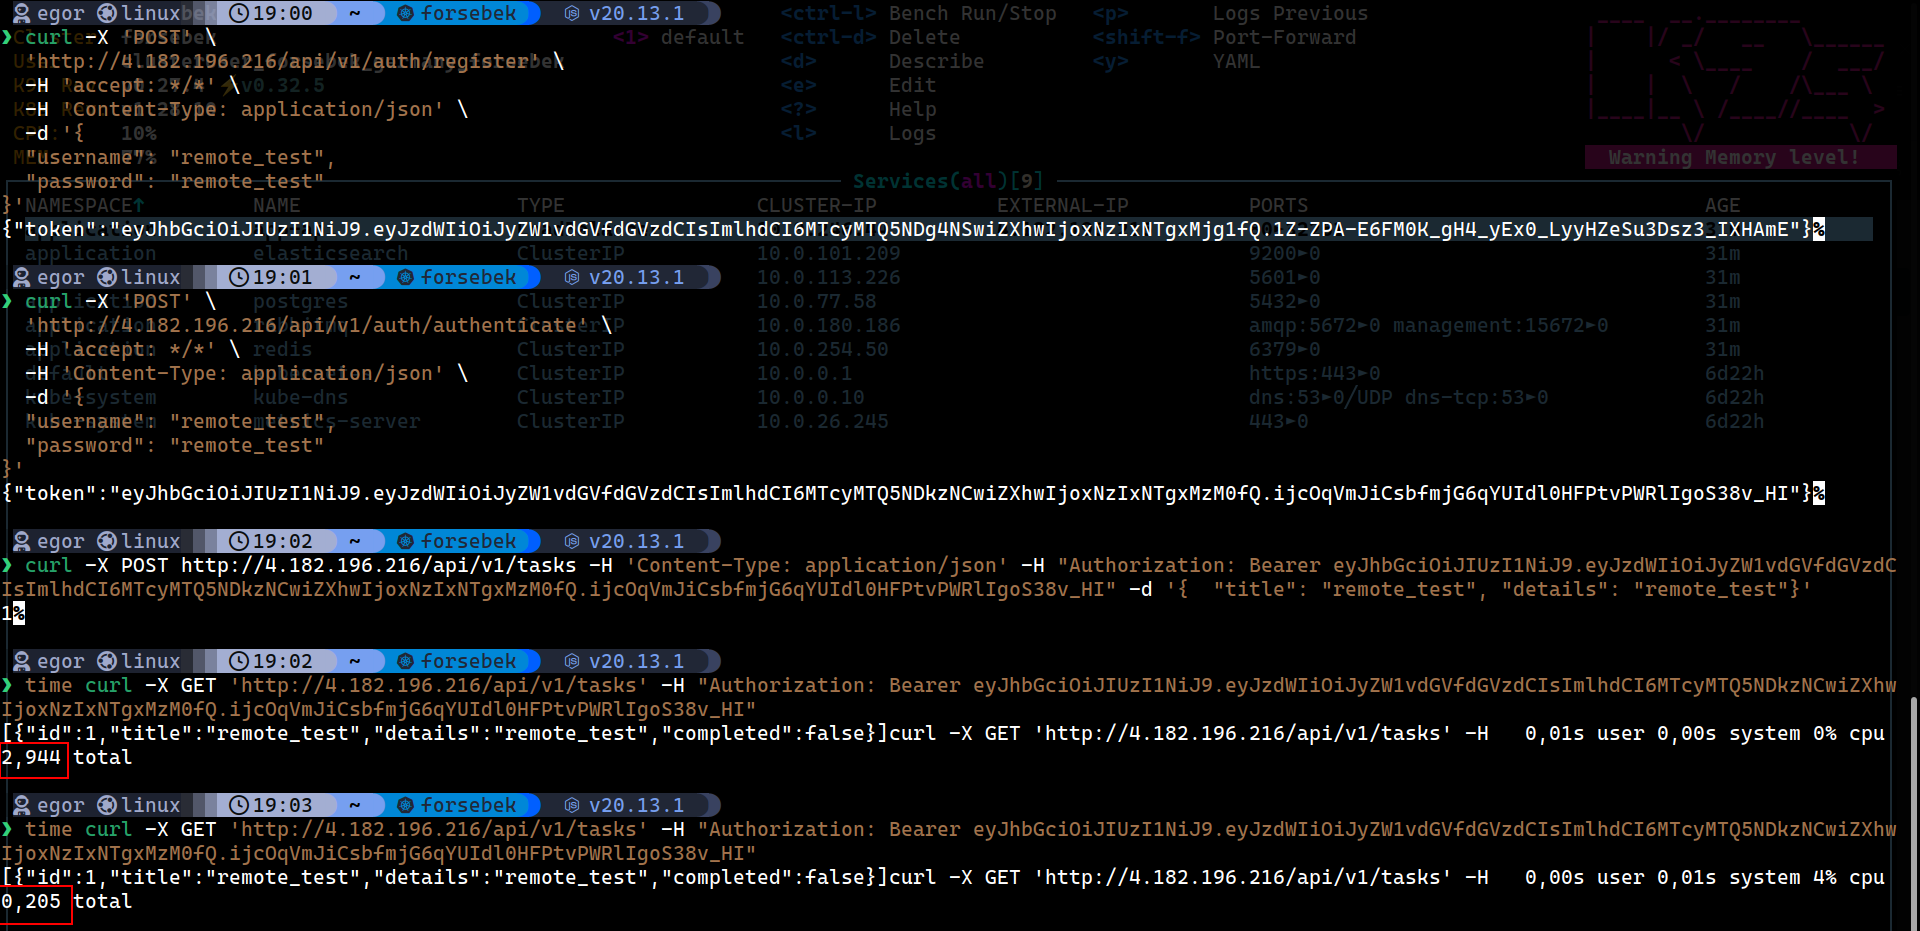 egor linux 19:00 ~ forsebek v20.13.1
<ctrl-l> Bench Run/Stop <p> Logs Previous
❯ curl -X 'POST' \
<1> default <ctrl-d> Delete <shift-f> Port-Forward
'http://4.182.196.216/api/v1/auth/register' \
<d> Describe <y> YAML
-H 'accept: */*' \
v0.32.5
<e> Edit
-H 'Content-Type: application/json' \
<?> Help
-d '{
10%
<l> Logs
"username": "remote_test",
77%
Warning Memory level!
"password": "remote_test"
Services(all)[9]
}'
NAMESPACE↑ NAME TYPE CLUSTER-IP EXTERNAL-IP PORTS AGE
{"token":"eyJhbGciOiJIUzI1NiJ9.eyJzdWIiOiJyZW1vdGVfdGVzdCIsImlhdCI6MTcyMTQ5NDg4NSwiZXhwIjoxNzIxNTgxMjg1fQ.1Z-ZPA-E6FM0K_gH4_yEx0_LyyHZeSu3Dsz3_IXHAmE"}%
application elasticsearch ClusterIP 10.0.101.209 9200►0 31m
egor linux 19:01 ~ forsebek v20.13.1
10.0.113.226 5601►0 31m
❯ curl -X 'POST' \
postgres ClusterIP 10.0.77.58 5432►0 31m
'http://4.182.196.216/api/v1/auth/authenticate' \
ClusterIP 10.0.180.186 amqp:5672►0 management:15672►0 31m
-H 'accept: */*' \
redis ClusterIP 10.0.254.50 6379►0 31m
-H 'Content-Type: application/json' \
ClusterIP 10.0.0.1 https:443►0 6d22h
-d '{
kube-system kube-dns ClusterIP 10.0.0.10 dns:53►0/UDP dns-tcp:53►0 6d22h
"username": "remote_test",
metrics-server ClusterIP 10.0.26.245 443►0 6d22h
"password": "remote_test"
}'
{"token":"eyJhbGciOiJIUzI1NiJ9.eyJzdWIiOiJyZW1vdGVfdGVzdCIsImlhdCI6MTcyMTQ5NDkzNCwiZXhwIjoxNzIxNTgxMzM0fQ.ijcOqVmJiCsbfmjG6qYUIdl0HFPtvPWRlIgoS38v_HI"}%
egor linux 19:02 ~ forsebek v20.13.1
❯ curl -X POST http://4.182.196.216/api/v1/tasks -H 'Content-Type: application/json' -H "Authorization: Bearer eyJhbGciOiJIUzI1NiJ9.eyJzdWIiOiJyZW1vdGVfdGVzdC
IsImlhdCI6MTcyMTQ5NDkzNCwiZXhwIjoxNzIxNTgxMzM0fQ.ijcOqVmJiCsbfmjG6qYUIdl0HFPtvPWRlIgoS38v_HI" -d '{  "title": "remote_test", "details": "remote_test"}'
1%
egor linux 19:02 ~ forsebek v20.13.1
❯ time curl -X GET 'http://4.182.196.216/api/v1/tasks' -H "Authorization: Bearer eyJhbGciOiJIUzI1NiJ9.eyJzdWIiOiJyZW1vdGVfdGVzdCIsImlhdCI6MTcyMTQ5NDkzNCwiZXhw
IjoxNzIxNTgxMzM0fQ.ijcOqVmJiCsbfmjG6qYUIdl0HFPtvPWRlIgoS38v_HI"
[{"id":1,"title":"remote_test","details":"remote_test","completed":false}]curl -X GET 'http://4.182.196.216/api/v1/tasks' -H   0,01s user 0,00s system 0% cpu
2,944 total
egor linux 19:03 ~ forsebek v20.13.1
❯ time curl -X GET 'http://4.182.196.216/api/v1/tasks' -H "Authorization: Bearer eyJhbGciOiJIUzI1NiJ9.eyJzdWIiOiJyZW1vdGVfdGVzdCIsImlhdCI6MTcyMTQ5NDkzNCwiZXhw
IjoxNzIxNTgxMzM0fQ.ijcOqVmJiCsbfmjG6qYUIdl0HFPtvPWRlIgoS38v_HI"
[{"id":1,"title":"remote_test","details":"remote_test","completed":false}]curl -X GET 'http://4.182.196.216/api/v1/tasks' -H   0,00s user 0,01s system 4% cpu
0,205 total